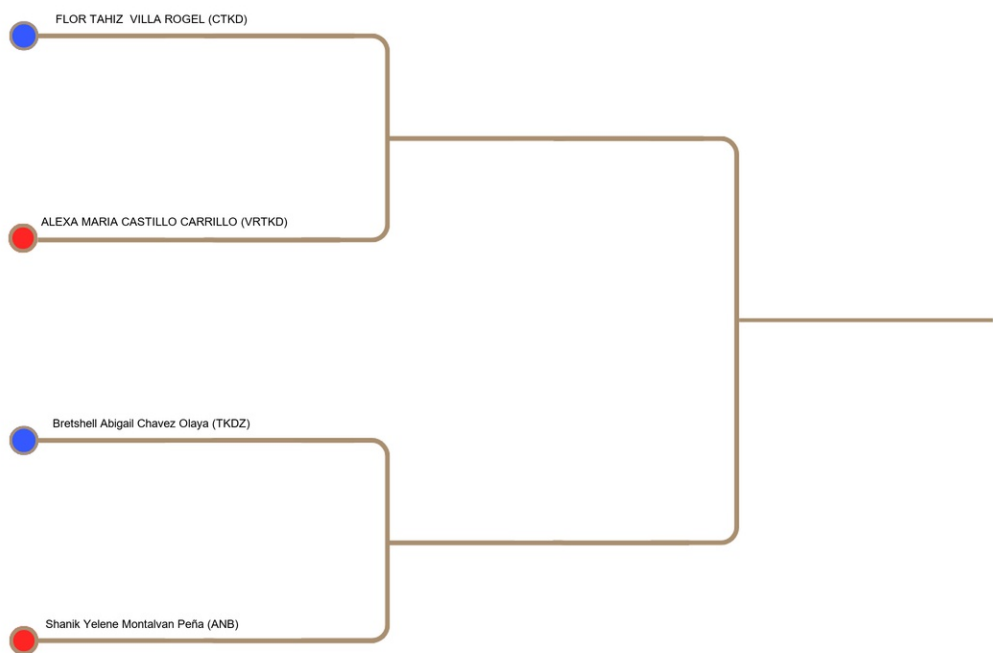 FLOR TAHIZ  VILLA ROGEL (CTKD)
ALEXA MARIA CASTILLO CARRILLO (VRTKD)
Bretshell Abigail Chavez Olaya (TKDZ)
Shanik Yelene Montalvan Peña (ANB)